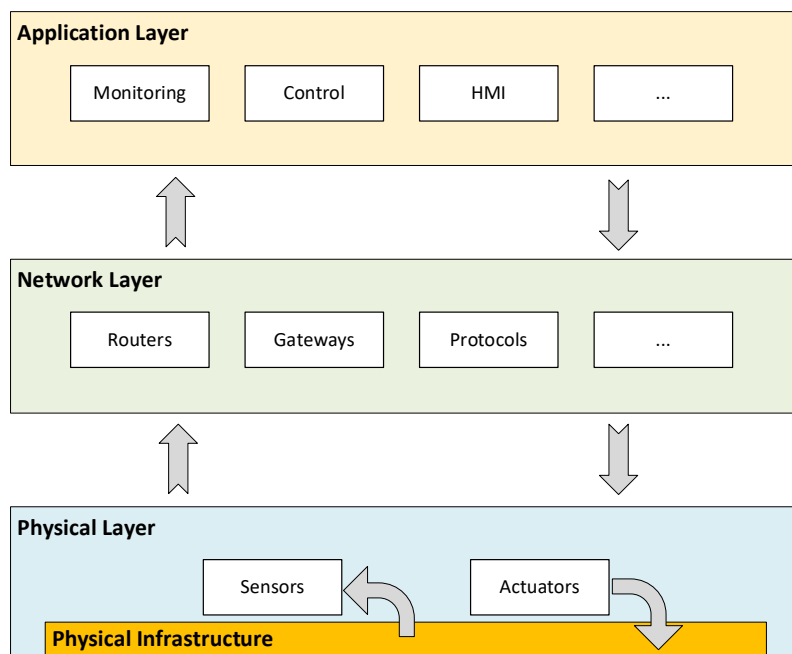 Application Layer
Monitoring
Control
HMI
...
Network Layer
Routers
Gateways
Protocols
...
Physical Layer
Sensors
Actuators
Physical Infrastructure